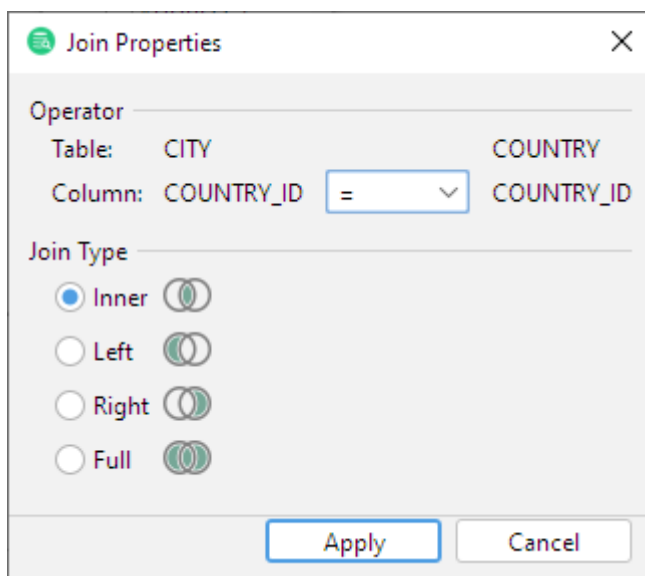 Join Properties
Operator
Table: CITY COUNTRY
Column: COUNTRY_ID = COUNTRY_ID
Join Type
Inner
Left
Right
Full
Apply Cancel